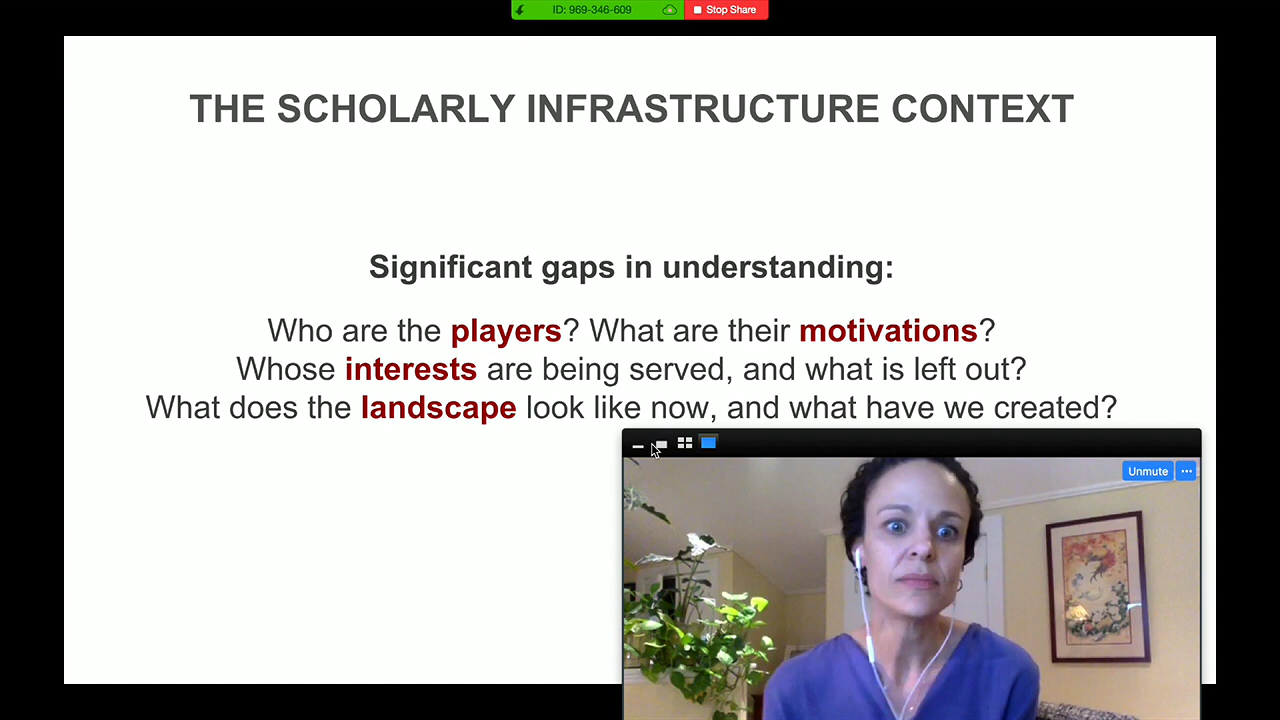 ID: 969-346-609
Stop Share
THE SCHOLARLY INFRASTRUCTURE CONTEXT
Significant gaps in understanding:
Who are the players? What are their motivations?
Whose interests are being served, and what is left out?
What does the landscape look like now, and what have we created?
Unmute